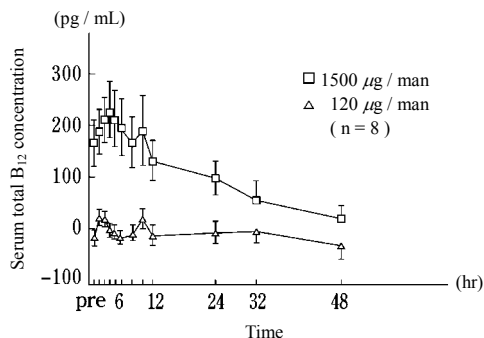 (pg / mL)
300
200
100
0
−100
Serum total B₁₂ concentration
□ 1500 μg / man
△ 120 μg / man
( n = 8 )
pre 6 12 24 32 48 (hr)
Time